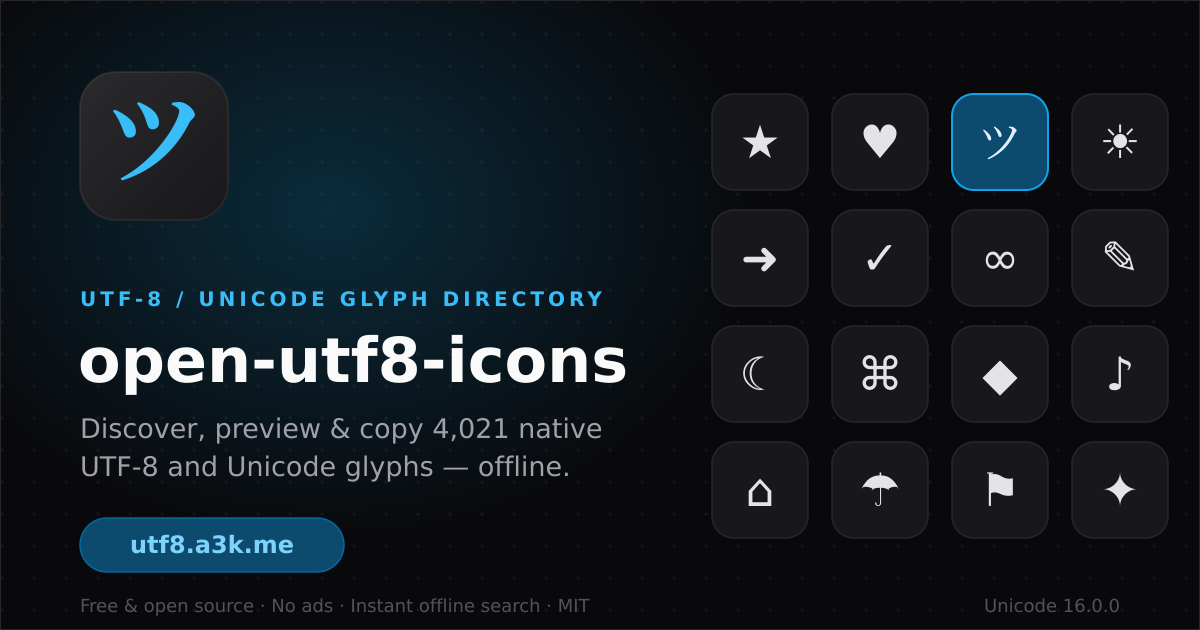 ツ
UTF-8 / UNICODE GLYPH DIRECTORY
open-utf8-icons
Discover, preview & copy 4,021 native
UTF-8 and Unicode glyphs — offline.
utf8.a3k.me
Free & open source · No ads · Instant offline search · MIT
★ ♥ ツ ☀
➜ ✓ ∞ ✎
☾ ⌘ ◆ ♪
⌂ ☂ ⚑ ✦
Unicode 16.0.0